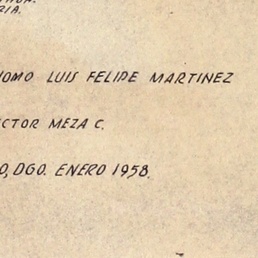 RIA.
NOMO LUIS FELIPE MARTINEZ
CTOR MEZA C.
O, DGO. ENERO 1958.